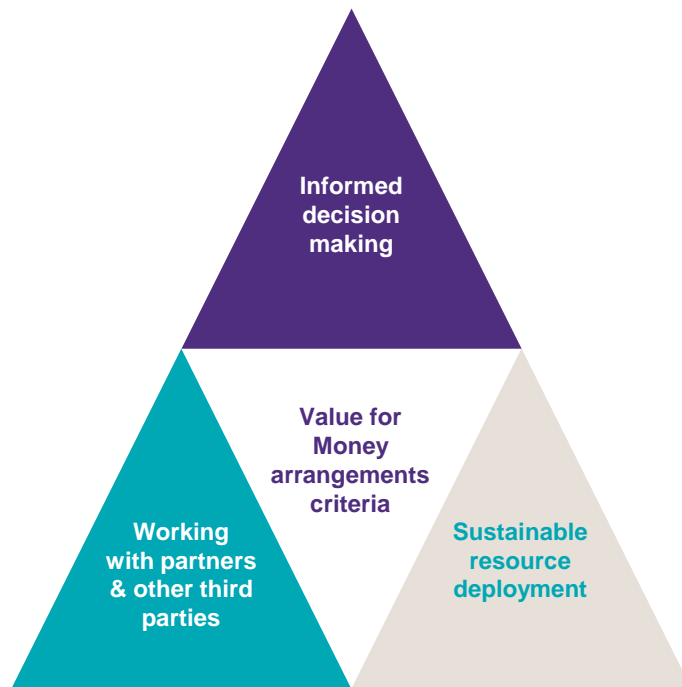 Informed
decision
making
Value for
Money
arrangements
criteria
Working
with partners
& other third
parties
Sustainable
resource
deployment